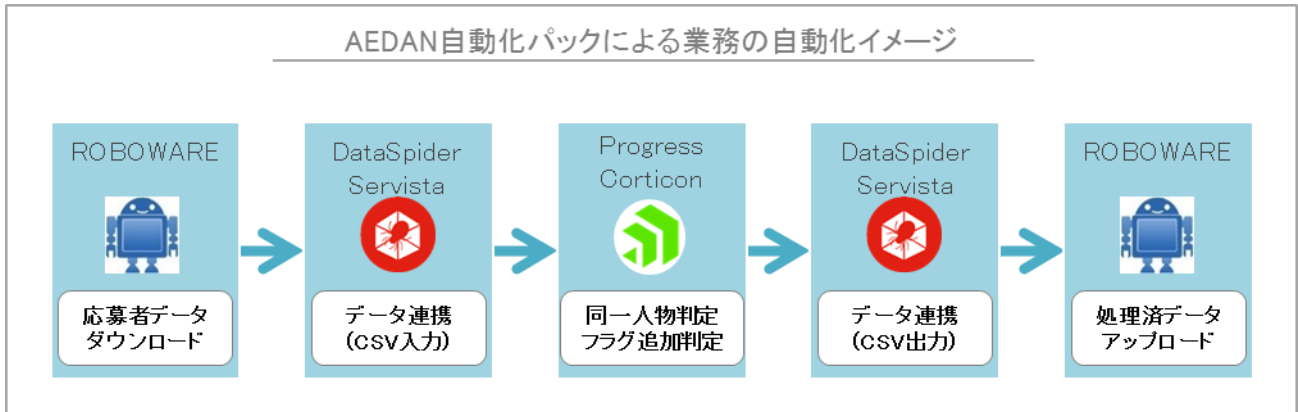 AEDAN自動化パックによる業務の自動化イメージ
ROBOWARE
応募者データ
ダウンロード
DataSpider
Servista
データ連携
(CSV入力)
Progress
Corticon
同一人物判定
フラグ追加判定
DataSpider
Servista
データ連携
(CSV出力)
ROBOWARE
処理済データ
アップロード